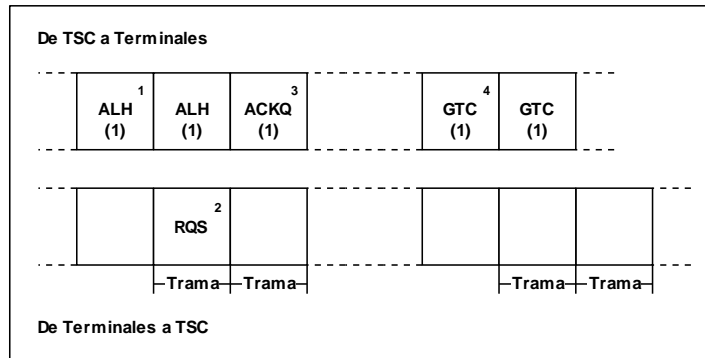 De TSC a Terminales
1 3 4
ALH ALH ACKQ GTC GTC
(1) (1) (1) (1) (1)
2
RQS
Trama Trama Trama Trama
De Terminales a TSC